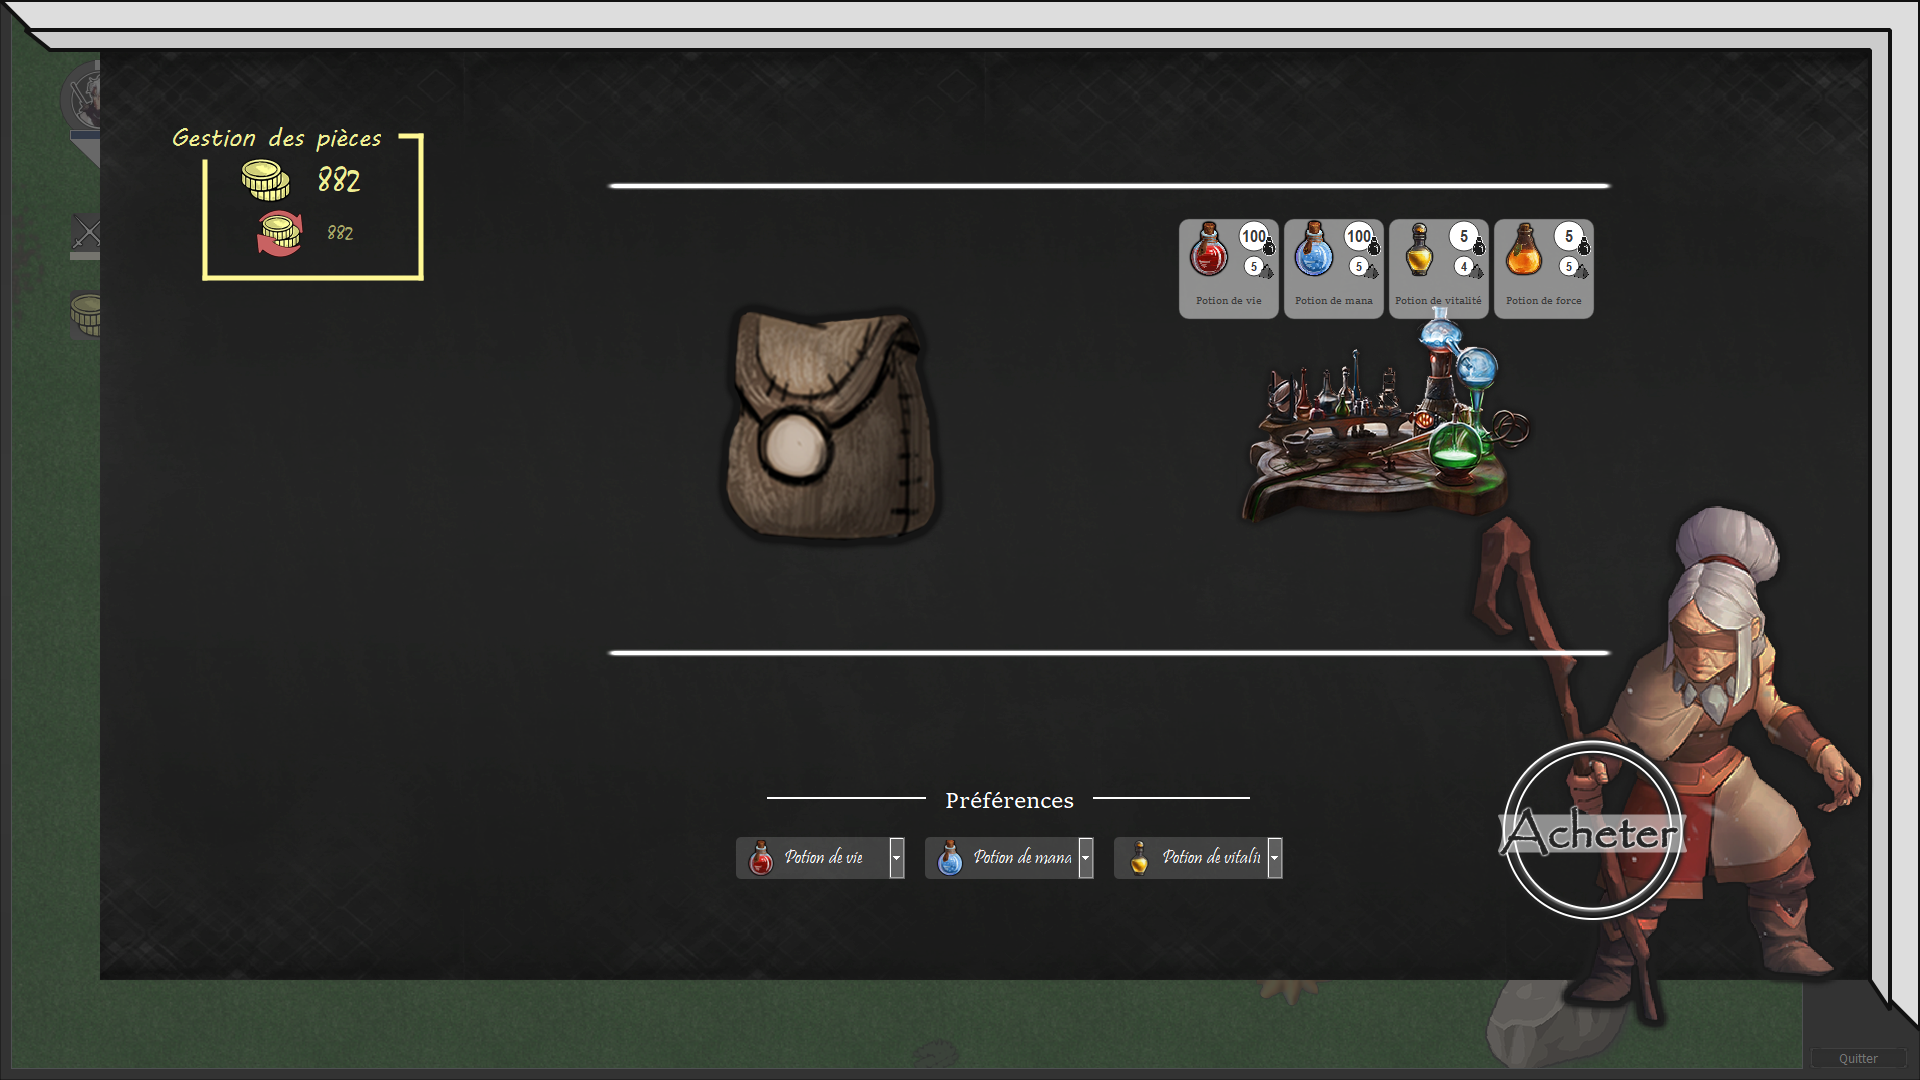 Gestion des pièces
882
882
100 100 5 5
5 5 4 5
Potion de vie Potion de mana Potion de vitalité Potion de force
Préférences
Potion de vie Potion de mana Potion de vitali
Acheter
Quitter